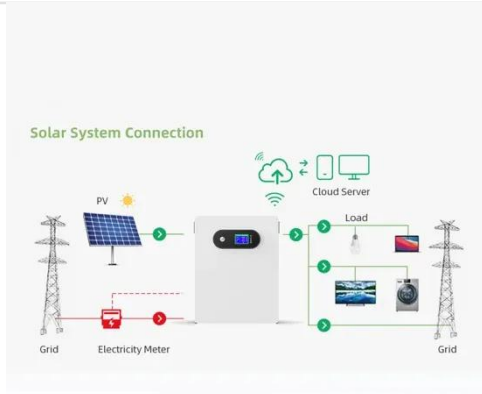 Solar System Connection
Cloud Server
PV
Load
Grid
Electricity Meter
Grid